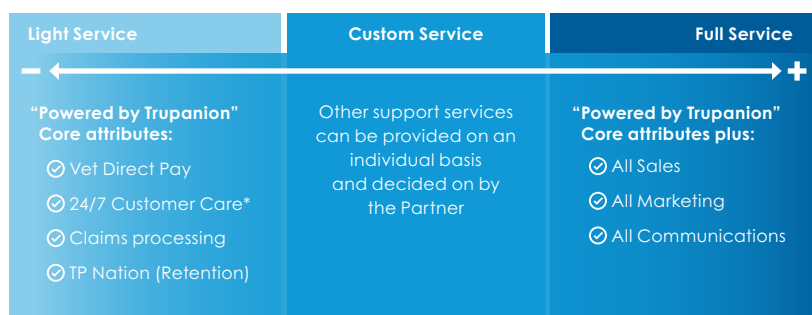 Light Service
Custom Service
Full Service
“Powered by Trupanion”
Core attributes:
Vet Direct Pay
24/7 Customer Care*
Claims processing
TP Nation (Retention)
Other support services
can be provided on an
individual basis
and decided on by
the Partner
“Powered by Trupanion”
Core attributes plus:
All Sales
All Marketing
All Communications